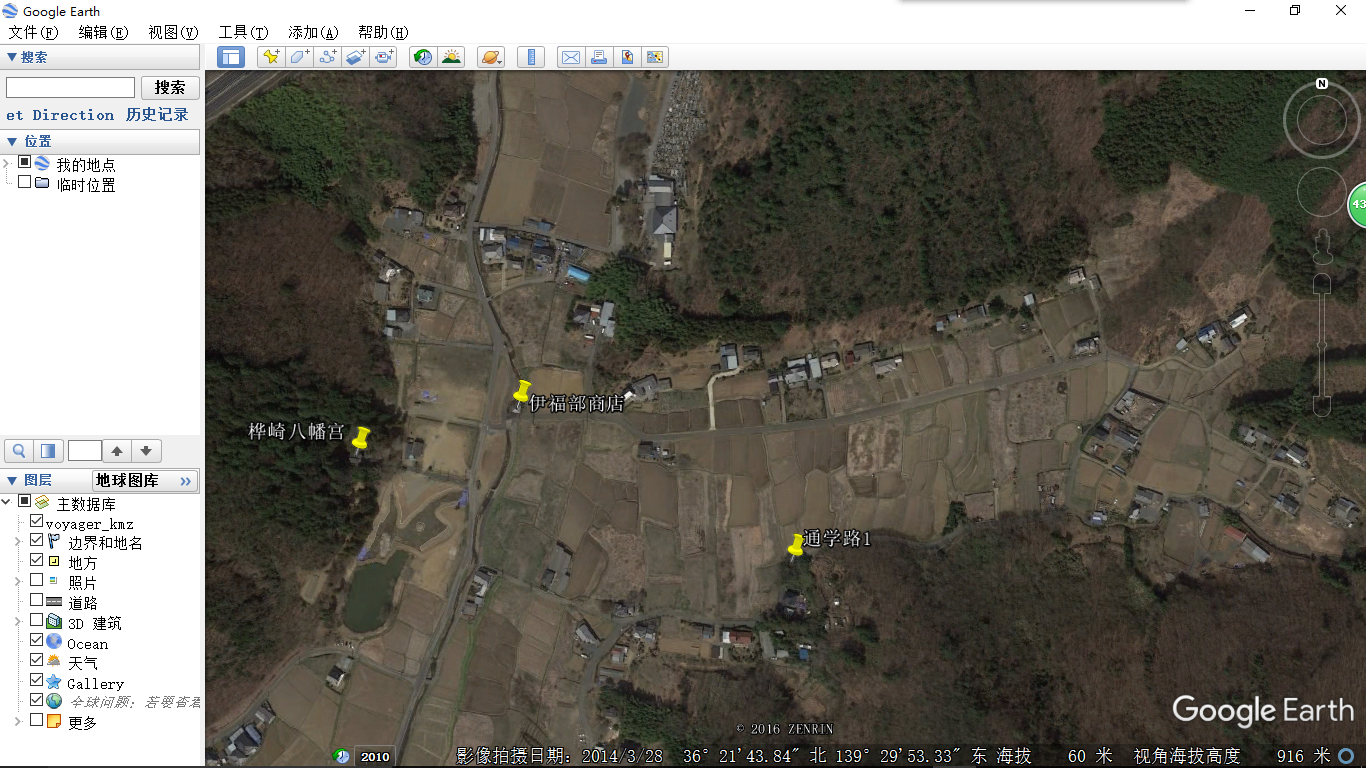 Google Earth
文件(F) 编辑(E) 视图(V) 工具(T) 添加(A) 帮助(H)
搜索
搜索
et Direction 历史记录
位置
我的地点
临时位置
图层
地球图库 »
主数据库
voyager_kmz
边界和地名
地方
照片
道路
3D 建筑
Ocean
天气
Gallery
全球问题:
更多
N
43
伊福部商店
桦崎八幡宫
通学路1
Google Earth
© 2016 ZENRIN
2010
影像拍摄日期: 2014/3/28 36° 21'43.84" 北 139° 29'53.33" 东 海拔 60 米 视角海拔高度 916 米